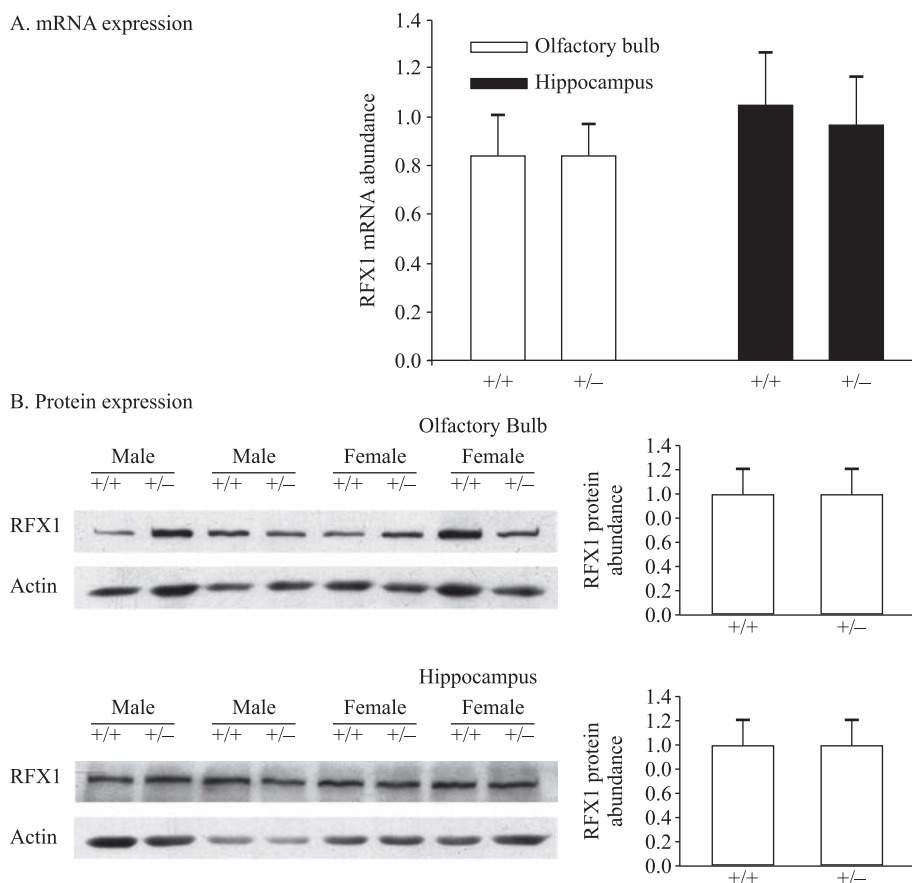 A. mRNA expression
RFX1 mRNA abundance
1.4
1.2
1.0
0.8
0.6
0.4
0.2
0.0
Olfactory bulb
Hippocampus
+/+ +/– +/+ +/–
B. Protein expression
Olfactory Bulb
Male Male Female Female
+/+ +/– +/+ +/– +/+ +/– +/+ +/–
RFX1
Actin
RFX1 protein
abundance
1.4
1.2
1.0
0.0
0.6
0.4
0.2
0.0
+/+ +/–
Hippocampus
Male Male Female Female
+/+ +/– +/+ +/– +/+ +/– +/+ +/–
RFX1
Actin
RFX1 protein
abundance
1.4
1.2
1.0
0.0
0.6
0.4
0.2
0.0
+/+ +/–